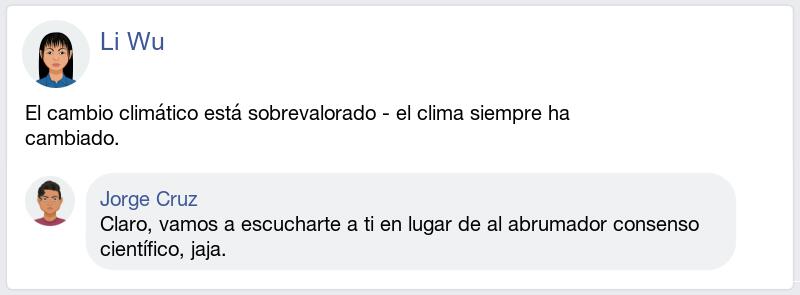 Li Wu
El cambio climático está sobrevalorado - el clima siempre ha
cambiado.
Jorge Cruz
Claro, vamos a escucharte a ti en lugar de al abrumador consenso
científico, jaja.